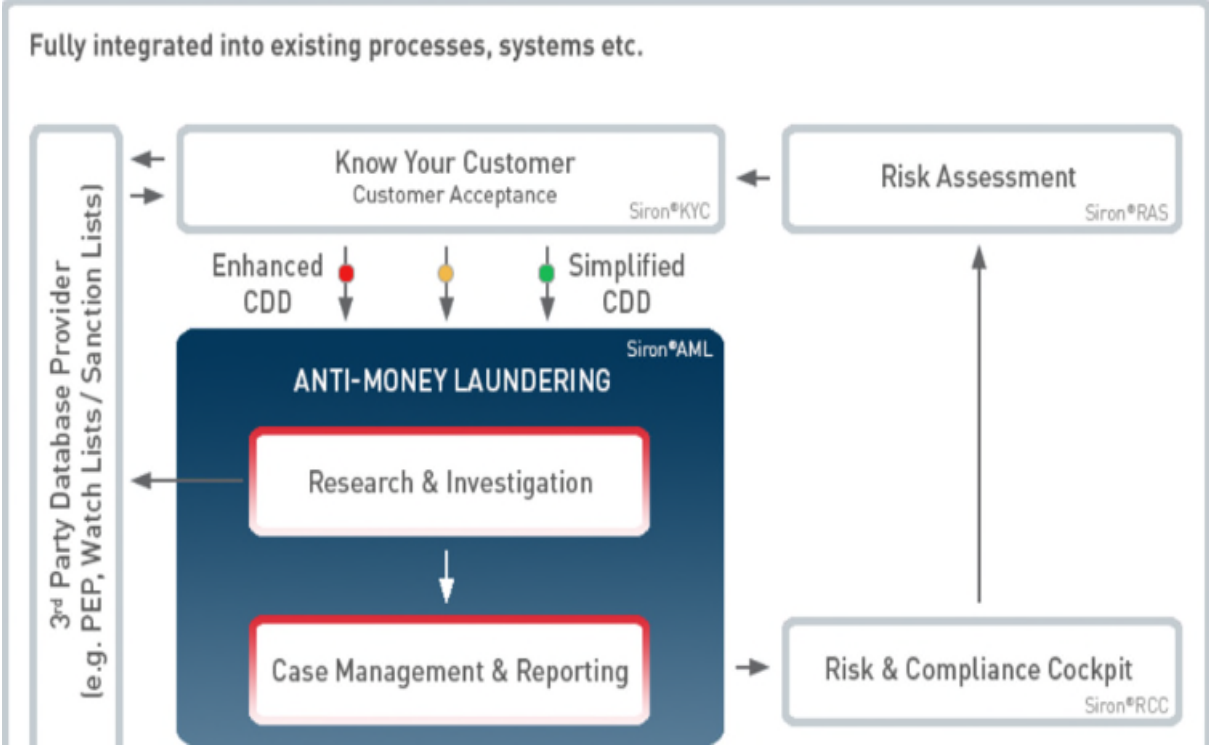 Fully integrated into existing processes, systems etc.
3rd Party Database Provider
(e.g. PEP, Watch Lists / Sanction Lists)
Know Your Customer
Customer Acceptance
Siron®KYC
Risk Assessment
Siron®RAS
Enhanced
CDD
Simplified
CDD
Siron®AML
ANTI-MONEY LAUNDERING
Research & Investigation
Case Management & Reporting
Risk & Compliance Cockpit
Siron®RCC